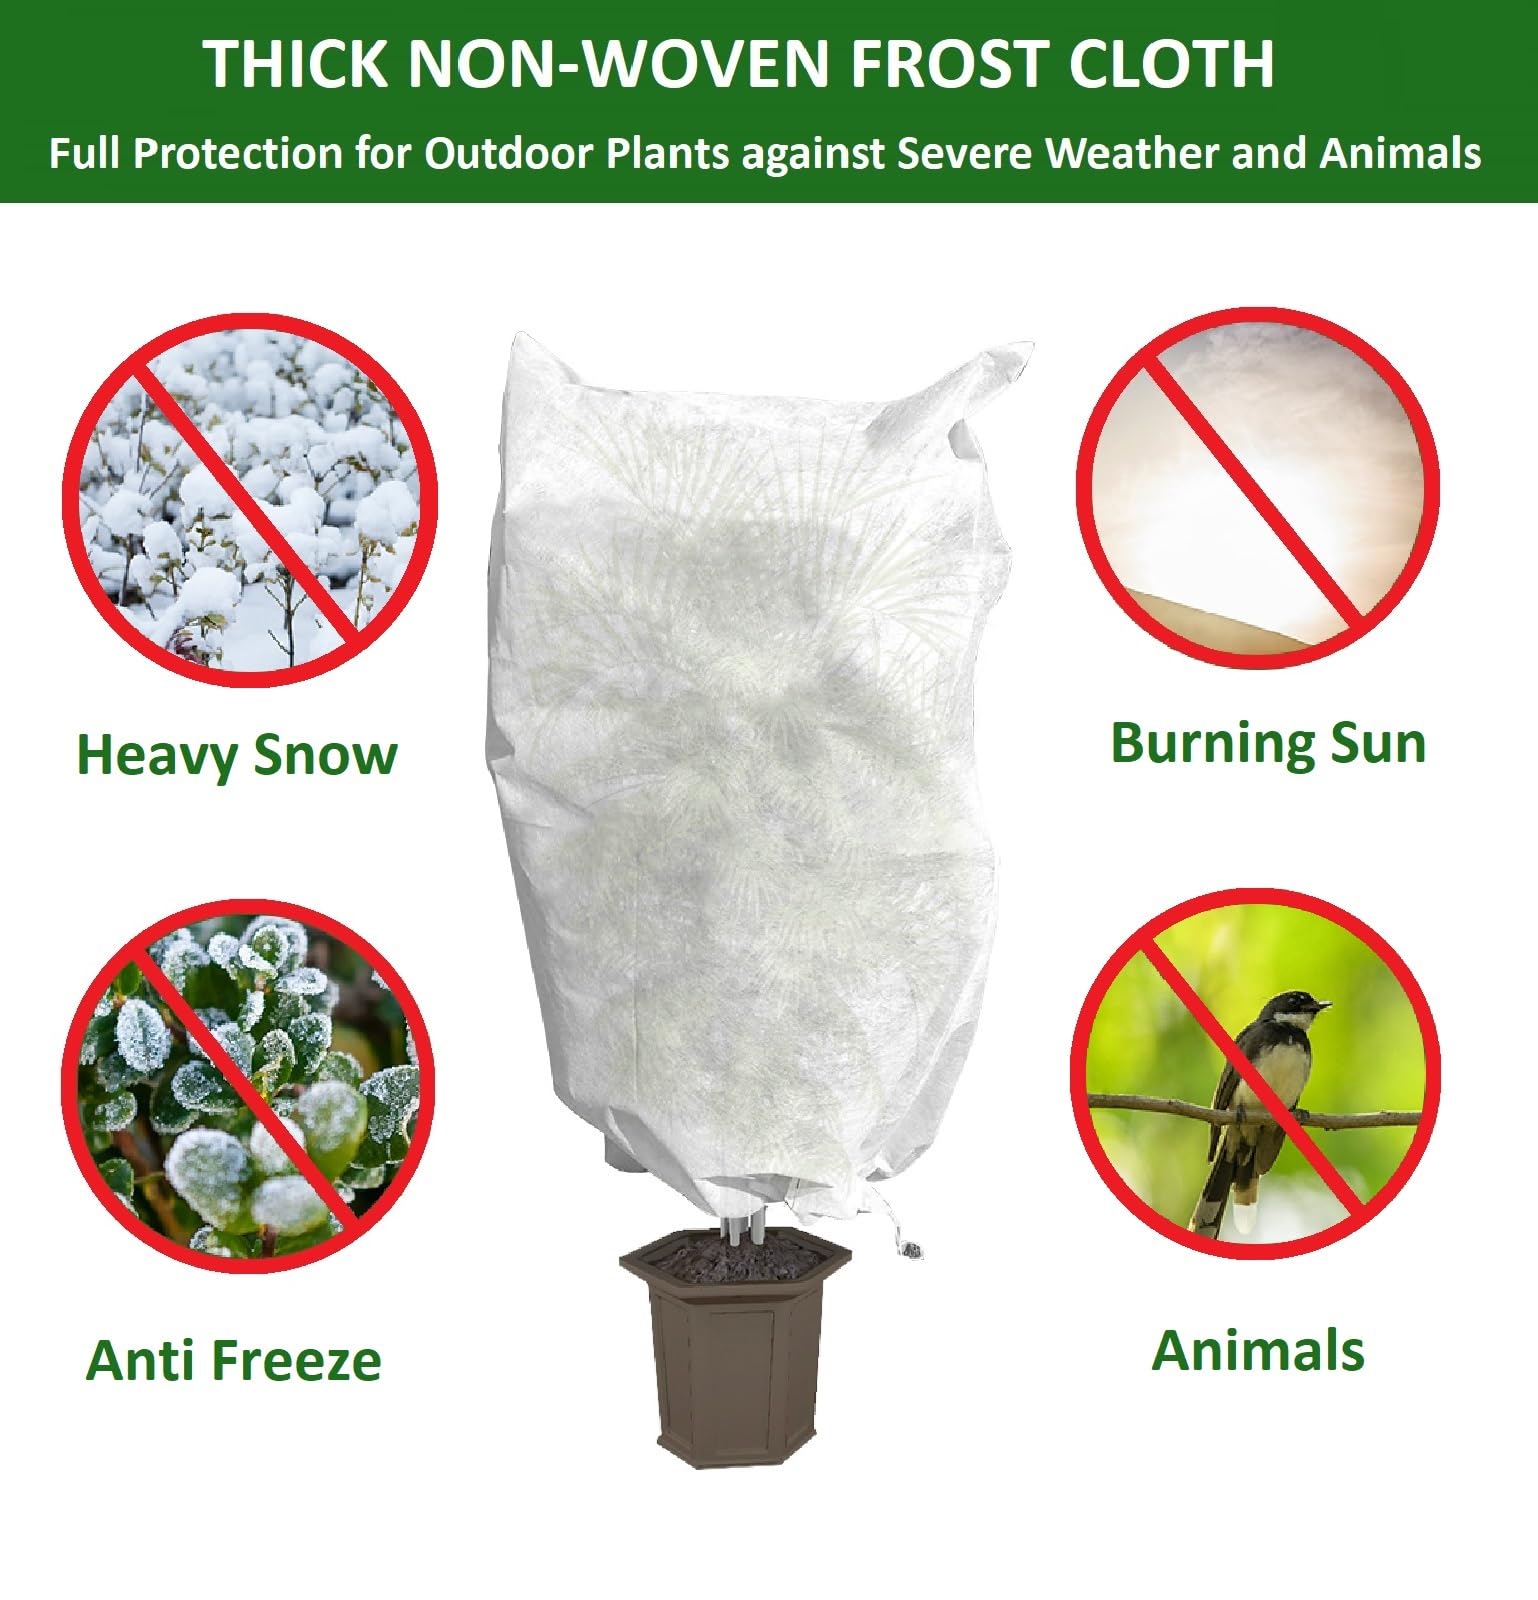 THICK NON-WOVEN FROST CLOTH
Full Protection for Outdoor Plants against Severe Weather and Animals
Heavy Snow
Burning Sun
Anti Freeze
Animals